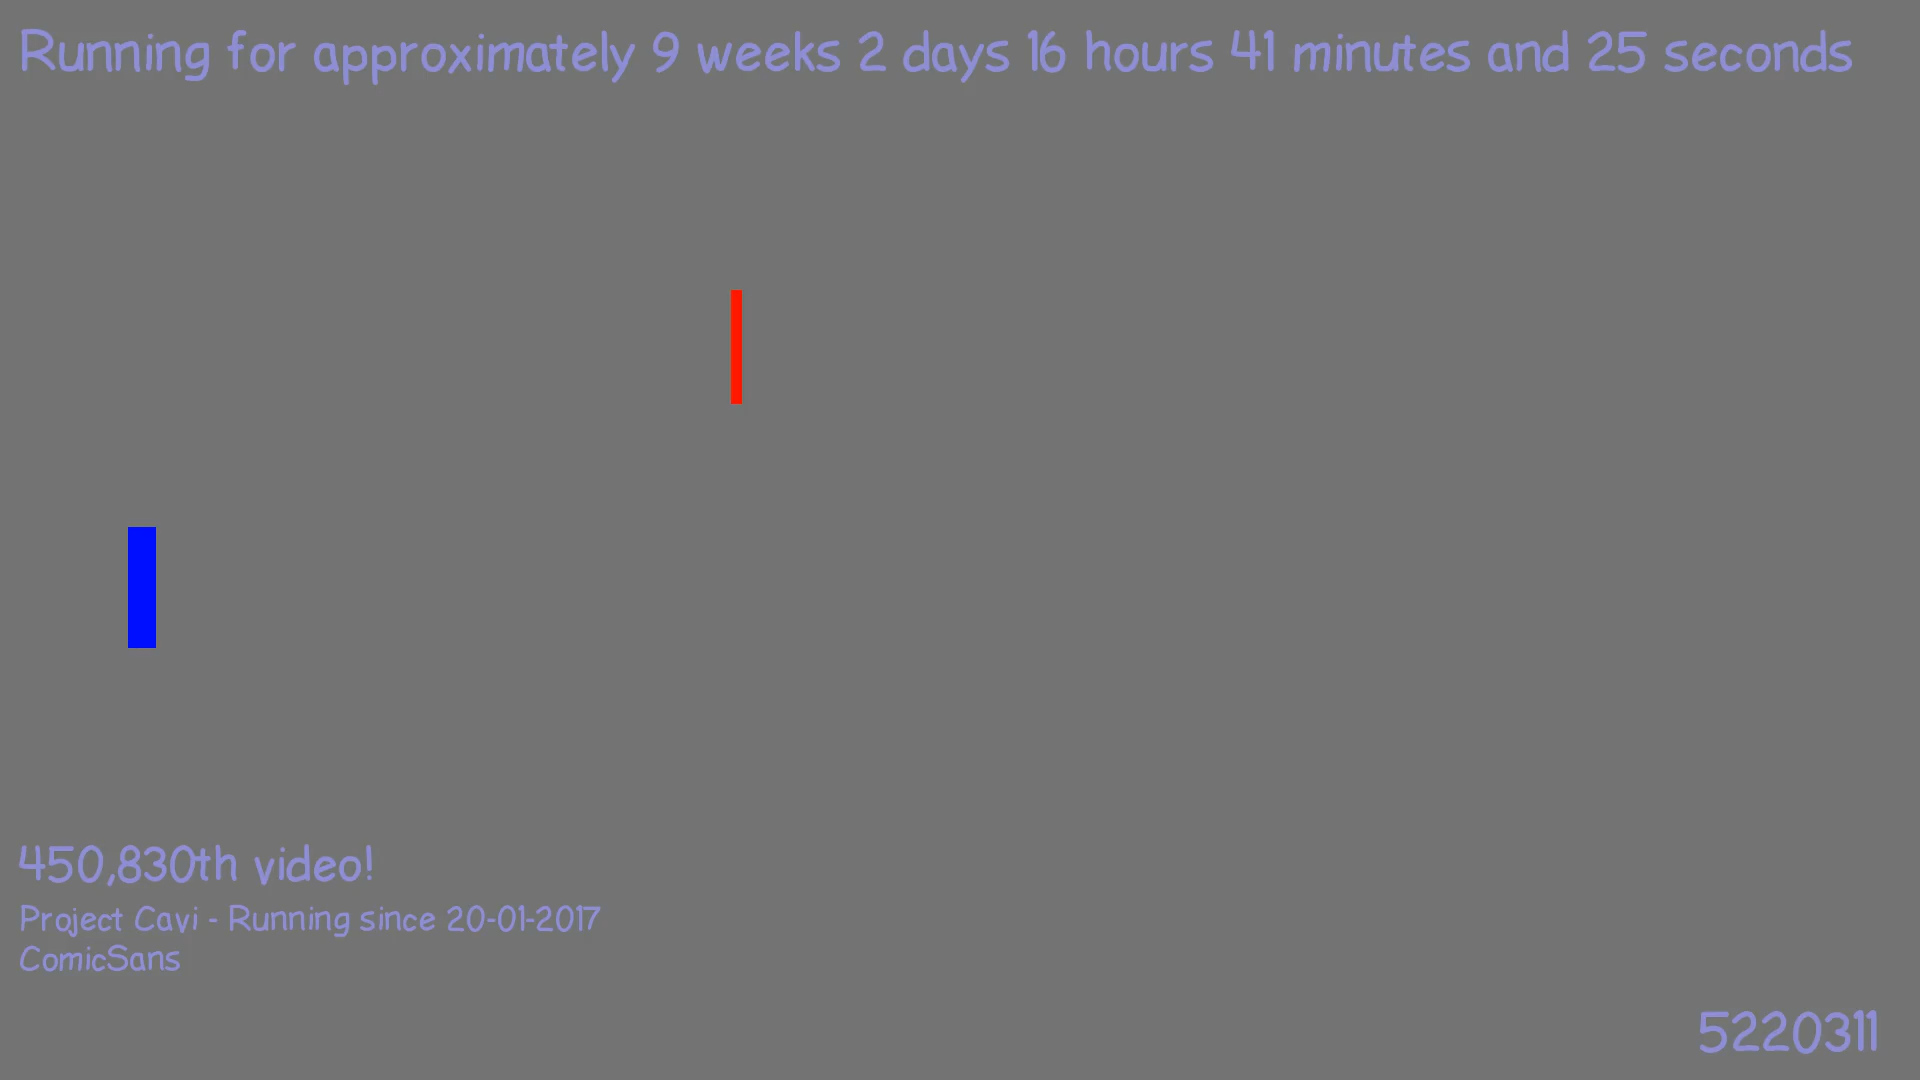 Running for approximately 9 weeks 2 days 16 hours 41 minutes and 25 seconds
450,830th video!
Project Cavi - Running since 20-01-2017
ComicSans
5220311